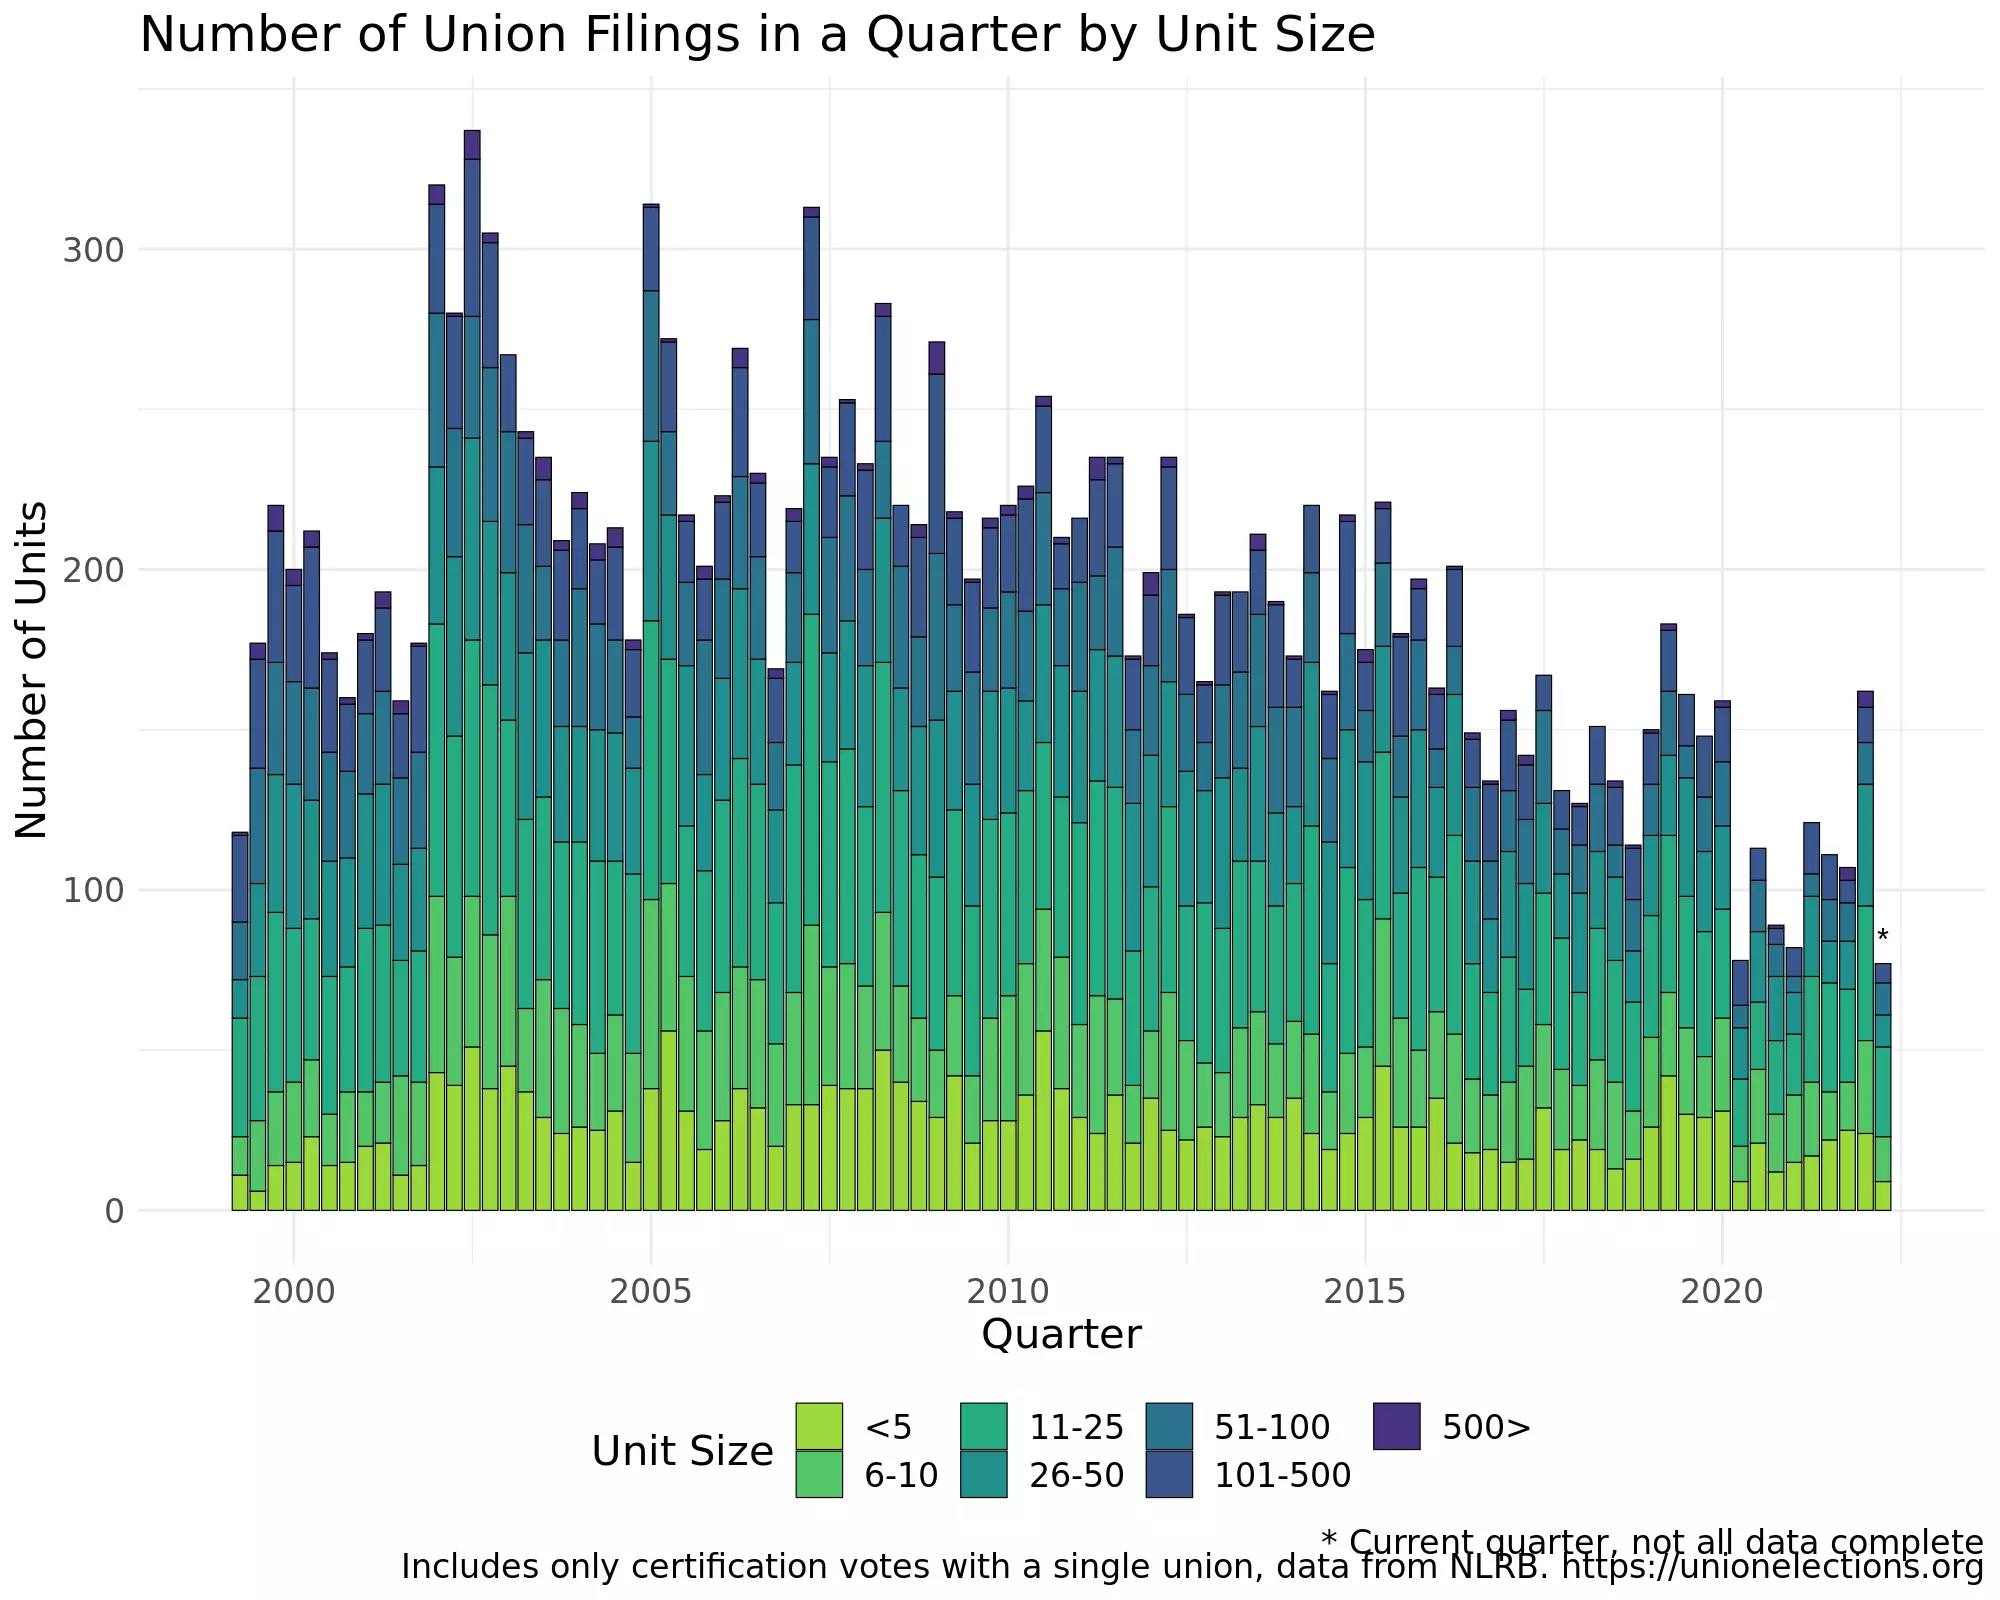 Number of Union Filings in a Quarter by Unit Size
Number of Units
300
200
100
0
*
2000 2005 2010 2015 2020
Quarter
Unit Size
<5 11-25 51-100 500>
6-10 26-50 101-500
* Current quarter, not all data complete
Includes only certification votes with a single union, data from NLRB. https://unionelections.org